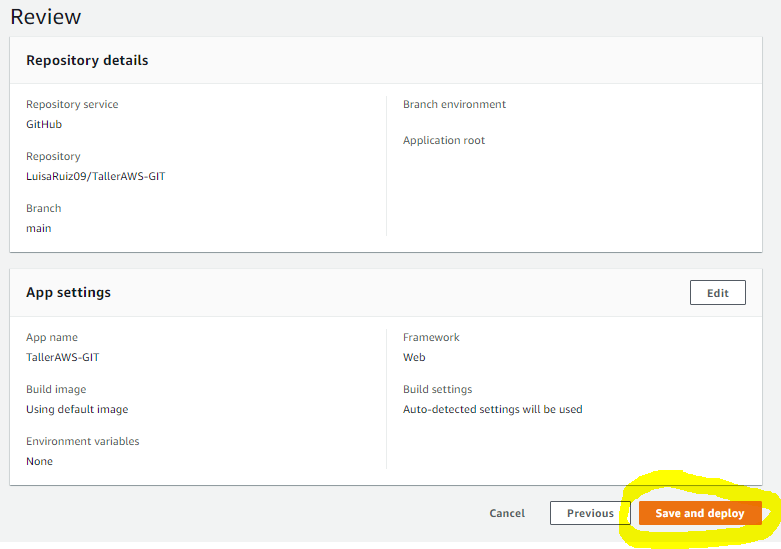 Review
Repository details
Repository service
GitHub
Repository
LuisaRuiz09/TallerAWS-GIT
Branch
main
Branch environment
Application root
App settings
Edit
App name
TallerAWS-GIT
Build image
Using default image
Environment variables
None
Framework
Web
Build settings
Auto-detected settings will be used
Cancel
Previous
Save and deploy